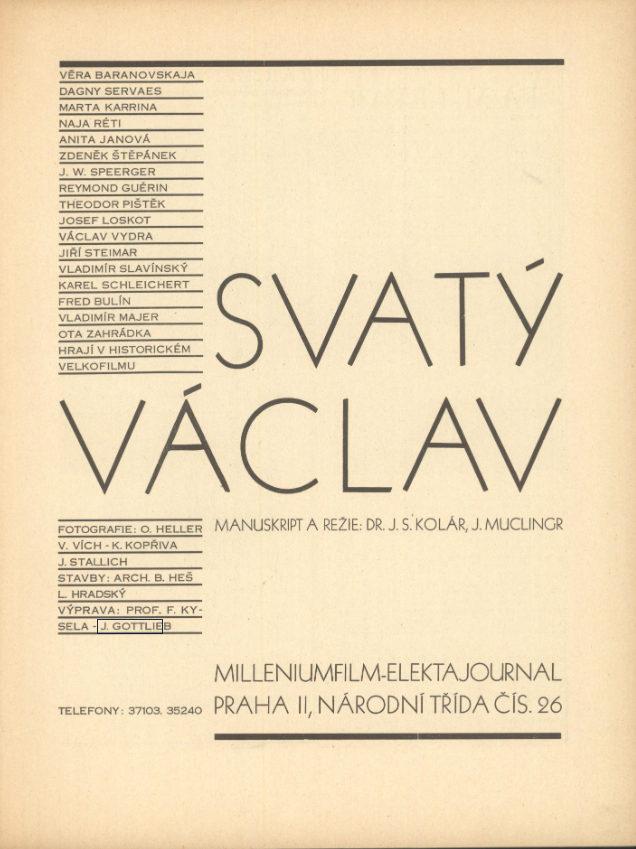 VĚRA BARANOVSKAJA
DAGNY SERVAES
MARTA KARRINA
NAJA RÉTI
ANITA JANOVÁ
ZDENĚK ŠTĚPÁNEK
J. W. SPEERGER
REYMOND GUÉRIN
THEODOR PIŠTĚK
JOSEF LOSKOT
VÁCLAV VYDRA
JIŘÍ STEIMAR
VLADIMÍR SLAVÍNSKÝ
KAREL SCHLEICHERT
FRED BULÍN
VLADIMÍR MAJER
OTA ZAHRÁDKA
HRAJÍ V HISTORICKÉM
VELKOFILMU
SVATÝ
VÁCLAV
MANUSKRIPT A REŽIE: DR. J. S. KOLÁR, J. MUCLINGR
FOTOGRAFIE: O. HELLER
V. VÍCH - K. KOPŘIVA
J. STALLICH
STAVBY: ARCH. B. HEŠ
L. HRADSKÝ
VÝPRAVA: PROF. F. KY-
SELA - J. GOTTLIEB
MILLENIUMFILM-ELEKTAJOURNAL
TELEFONY: 37103. 35240 PRAHA II, NÁRODNÍ TŘÍDA ČÍS. 26